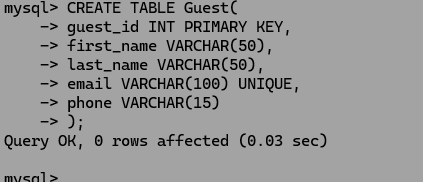 mysql> CREATE TABLE Guest(
    -> guest_id INT PRIMARY KEY,
    -> first_name VARCHAR(50),
    -> last_name VARCHAR(50),
    -> email VARCHAR(100) UNIQUE,
    -> phone VARCHAR(15)
    -> );
Query OK, 0 rows affected (0.03 sec)
mysql>